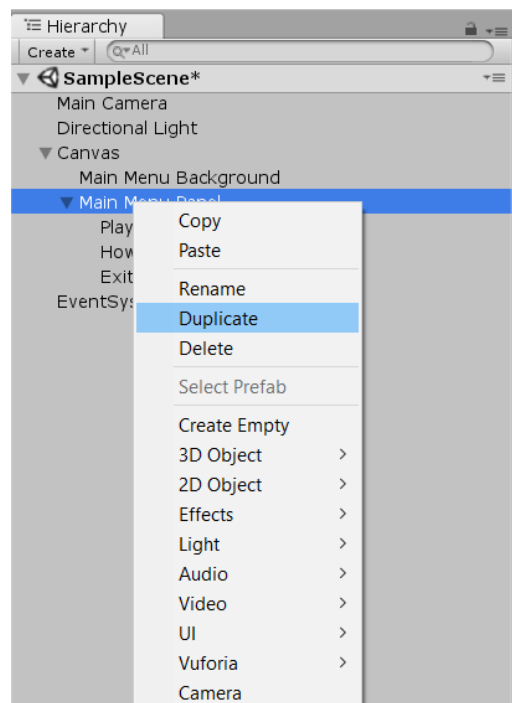 Hierarchy
Create
All
SampleScene*
Main Camera
Directional Light
Canvas
Main Menu Background
Main Menu Panel
Copy
Play
Paste
How
Exit
Rename
EventSys
Duplicate
Delete
Select Prefab
Create Empty
3D Object
2D Object
Effects
Light
Audio
Video
UI
Vuforia
Camera